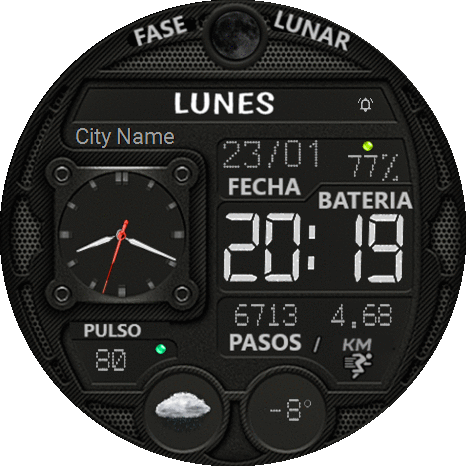 FASE LUNAR
LUNES
City Name
23/01 77%
FECHA BATERIA
20:19
6713 4.68
PASOS / KM
PULSO
80
-8°